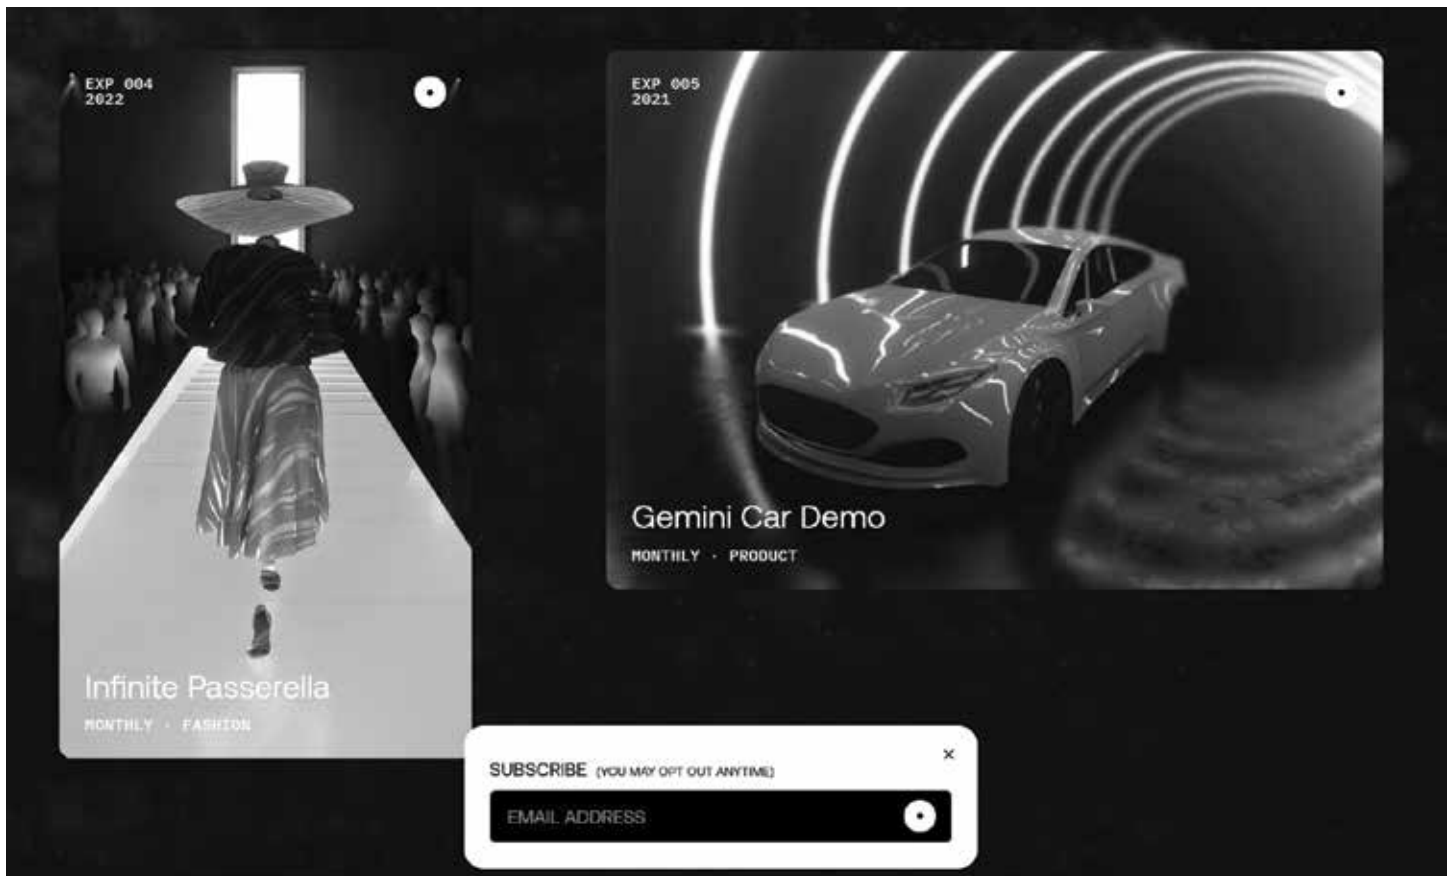 EXP 004
2022
Infinite Passerella
MONTHLY · FASHION
EXP 005
2021
Gemini Car Demo
MONTHLY · PRODUCT
×
SUBSCRIBE (YOU MAY OPT OUT ANYTIME)
EMAIL ADDRESS